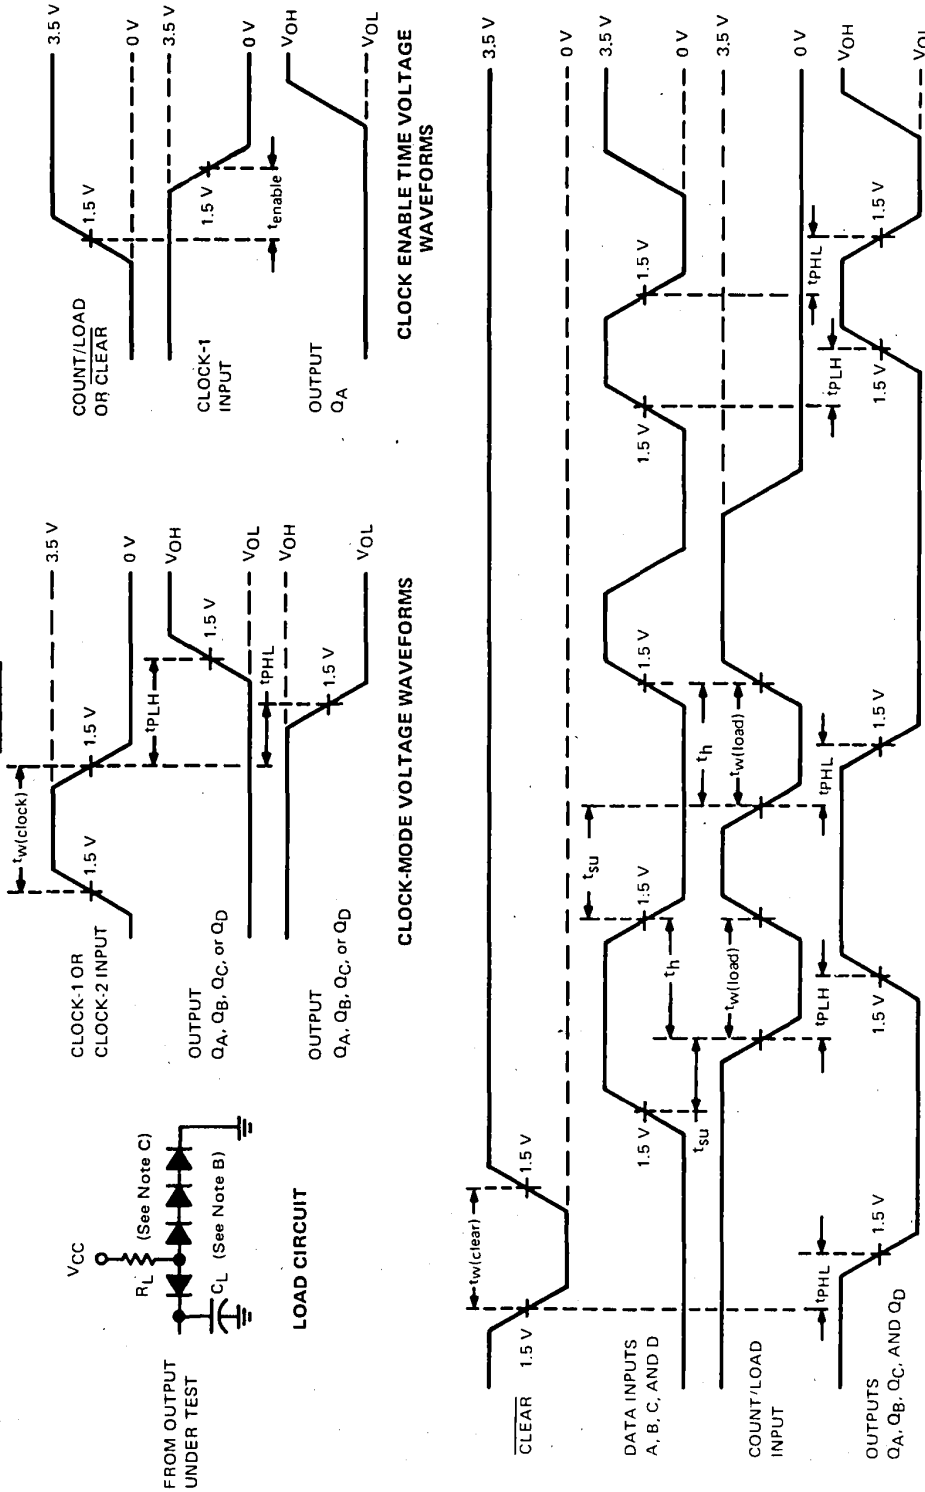 FROM OUTPUT
UNDER TEST
VCC
RL
(See Note C)
CL
(See Note B)
LOAD CIRCUIT
CLOCK-1 OR
CLOCK-2 INPUT
tw(clock)
1.5 V
1.5 V
3.5 V
0 V
OUTPUT
QA, QB, QC, or QD
tPLH
1.5 V
VOH
VOL
OUTPUT
QA, QB, QC, or QD
tPHL
1.5 V
VOH
VOL
CLOCK-MODE VOLTAGE WAVEFORMS
COUNT/LOAD
OR CLEAR
1.5 V
3.5 V
0 V
CLOCK-1
INPUT
1.5 V
3.5 V
0 V
tenable
OUTPUT
QA
VOH
VOL
CLOCK ENABLE TIME VOLTAGE
WAVEFORMS
CLEAR
1.5 V
tw(clear)
1.5 V
3.5 V
0 V
DATA INPUTS
A, B, C, AND D
1.5 V
1.5 V
1.5 V
1.5 V
1.5 V
3.5 V
0 V
tsu
th
tsu
th
COUNT/LOAD
INPUT
tw(load)
tw(load)
3.5 V
0 V
tPHL
tPLH
tPHL
tPLH
tPHL
OUTPUTS
QA, QB, QC, AND QD
1.5 V
1.5 V
1.5 V
1.5 V
1.5 V
VOH
VOL